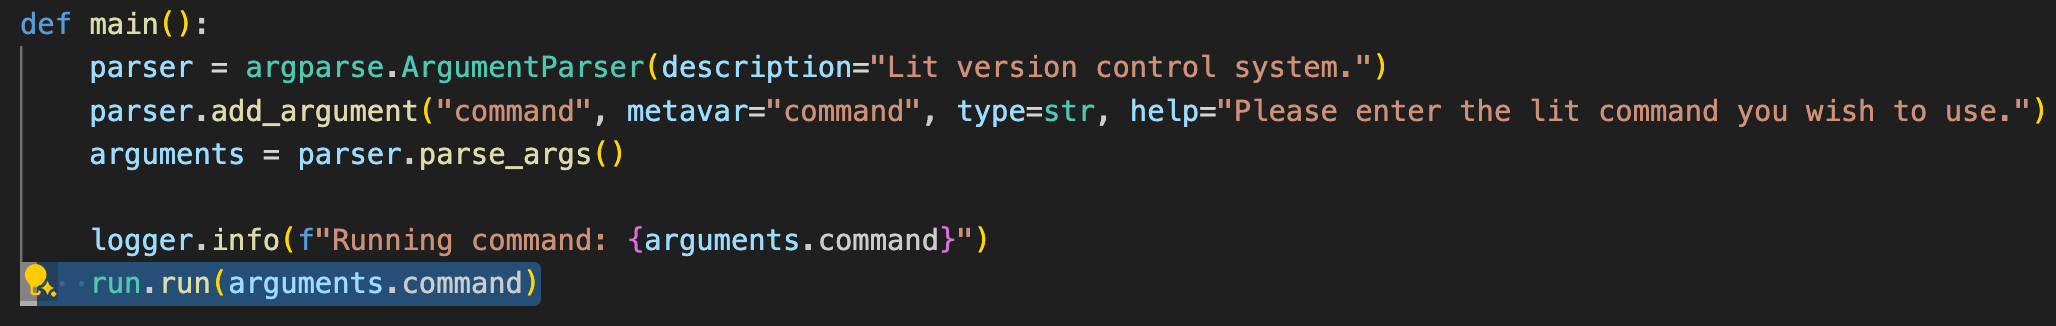 def main():
    parser = argparse.ArgumentParser(description="Lit version control system.")
    parser.add_argument("command", metavar="command", type=str, help="Please enter the lit command you wish to use.")
    arguments = parser.parse_args()

    logger.info(f"Running command: {arguments.command}")
    run.run(arguments.command)